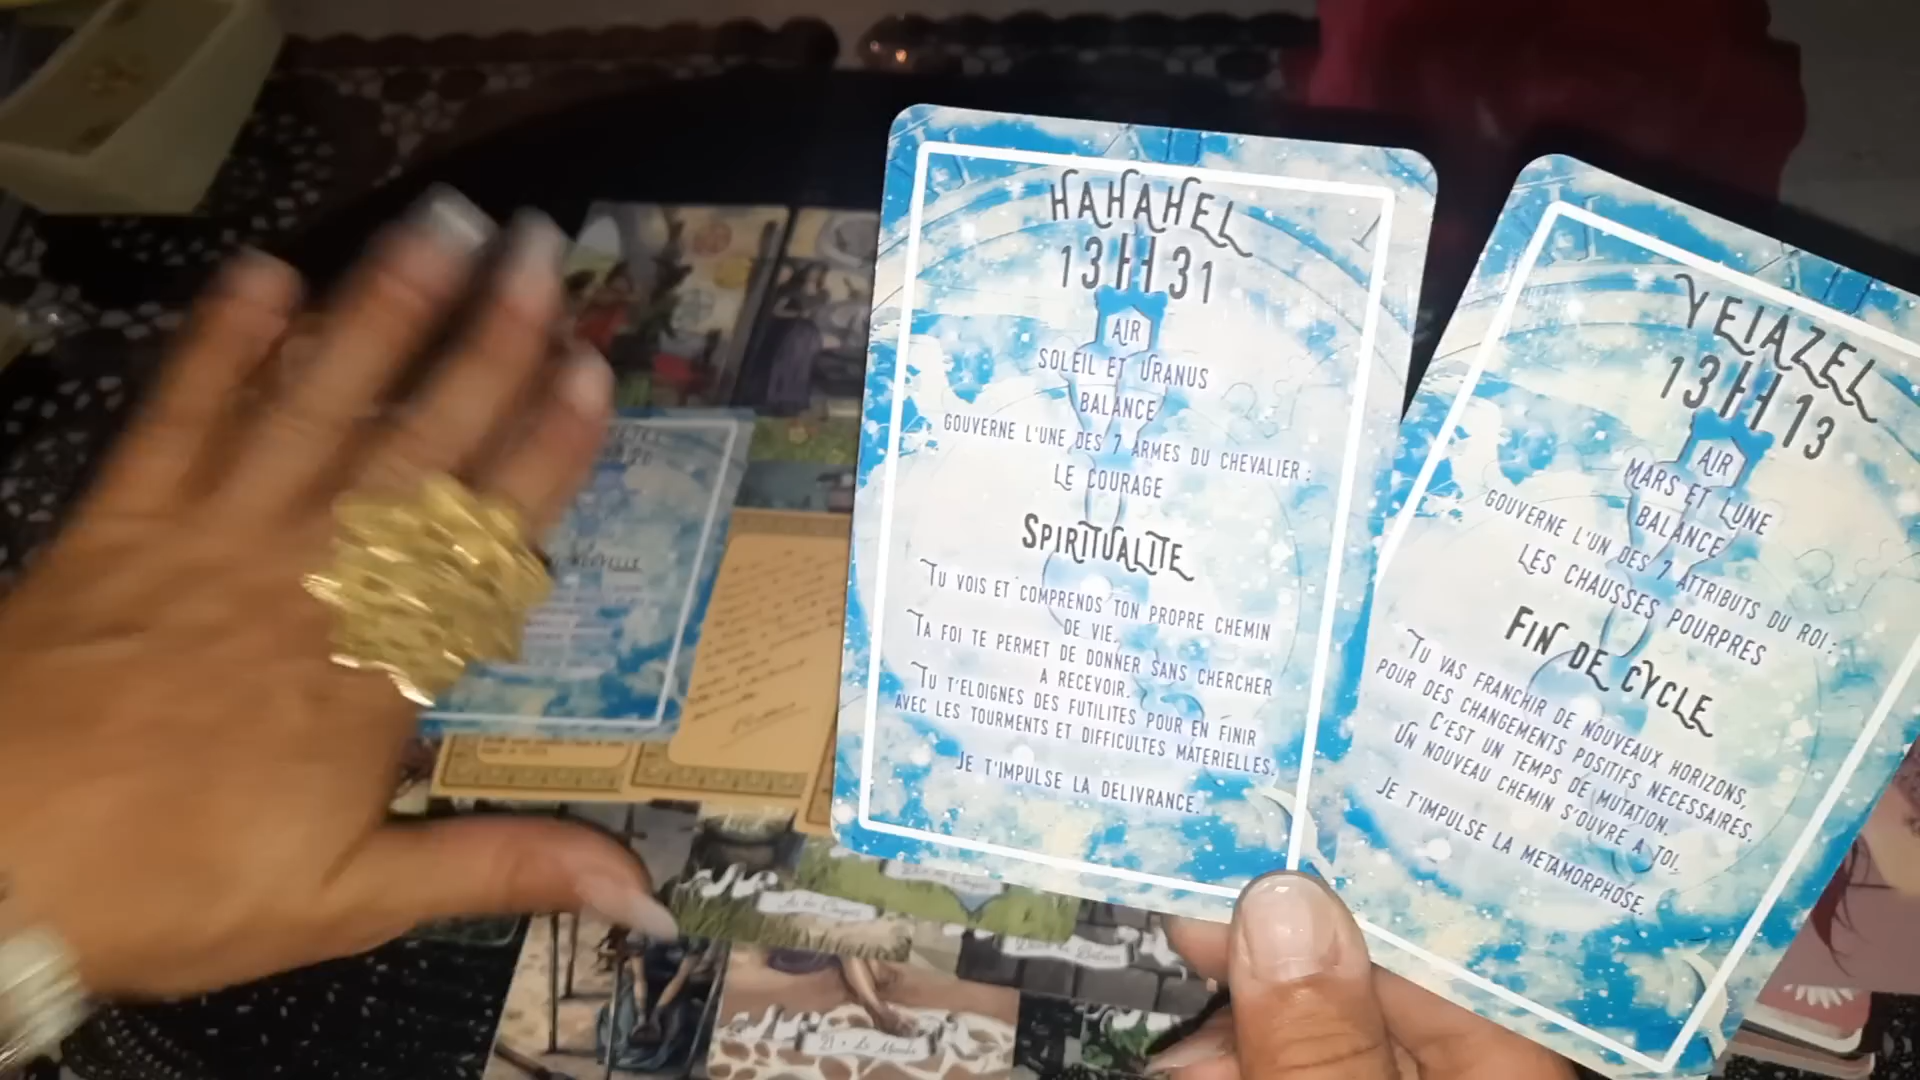 HAHAHEL
13H31
AIR
SOLEIL ET URANUS
BALANCE
GOUVERNE L'UNE DES 7 ARMES DU CHEVALIER :
LE COURAGE
SPIRITUALITE
TU VOIS ET COMPRENDS TON PROPRE CHEMIN
DE VIE,
TA FOI TE PERMET DE DONNER SANS CHERCHER
A RECEVOIR.
TU T'ELOIGNES DES FUTILITES POUR EN FINIR
AVEC LES TOURMENTS ET DIFFICULTES MATERIELLES.
JE T'IMPULSE LA DELIVRANCE.
YEIAZEL
13H13
AIR
MARS ET LUNE
BALANCE
GOUVERNE L'UN DES 7 ATTRIBUTS DU ROI :
LES CHAUSSES POURPRES
FIN DE CYCLE
TU VAS FRANCHIR DE NOUVEAUX HORIZONS,
POUR DES CHANGEMENTS POSITIFS NECESSAIRES.
C'EST UN TEMPS DE MUTATION.
UN NOUVEAU CHEMIN S'OUVRE A TOI,
JE T'IMPULSE LA METAMORPHOSE.
21 • Le Monde